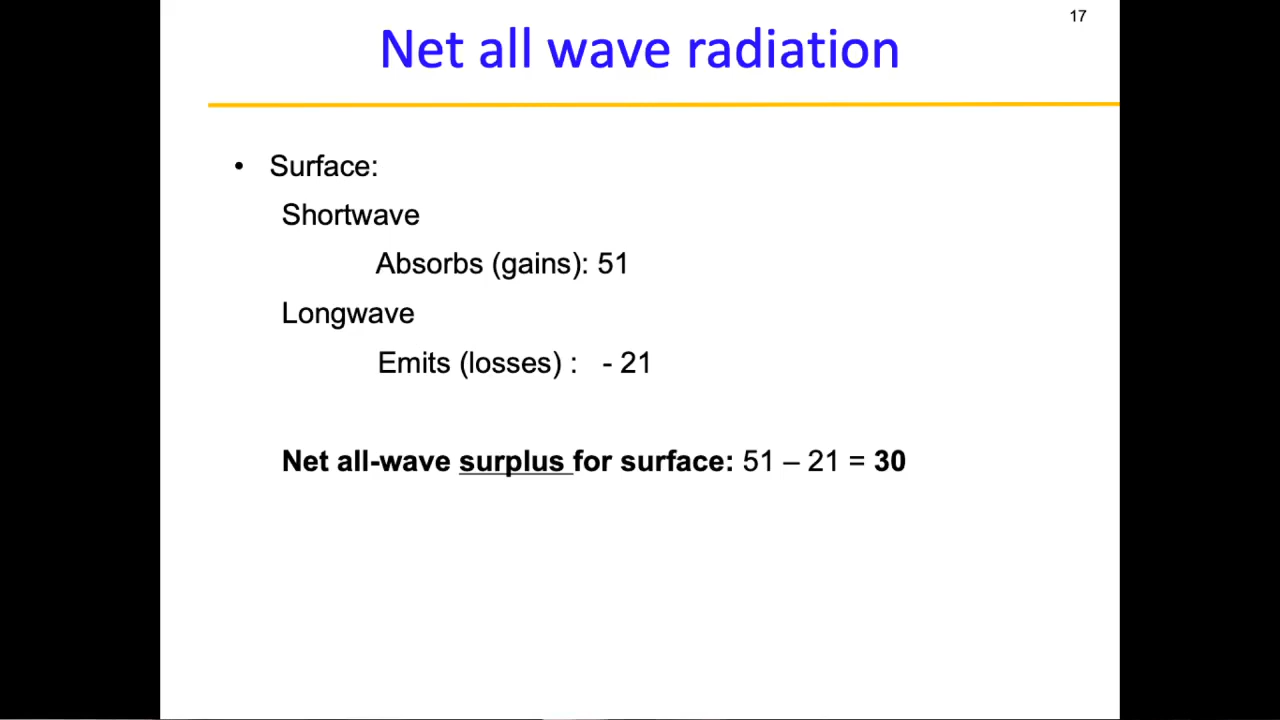 17
Net all wave radiation
• Surface:
Shortwave
Absorbs (gains): 51
Longwave
Emits (losses) : - 21
Net all-wave surplus for surface: 51 – 21 = 30